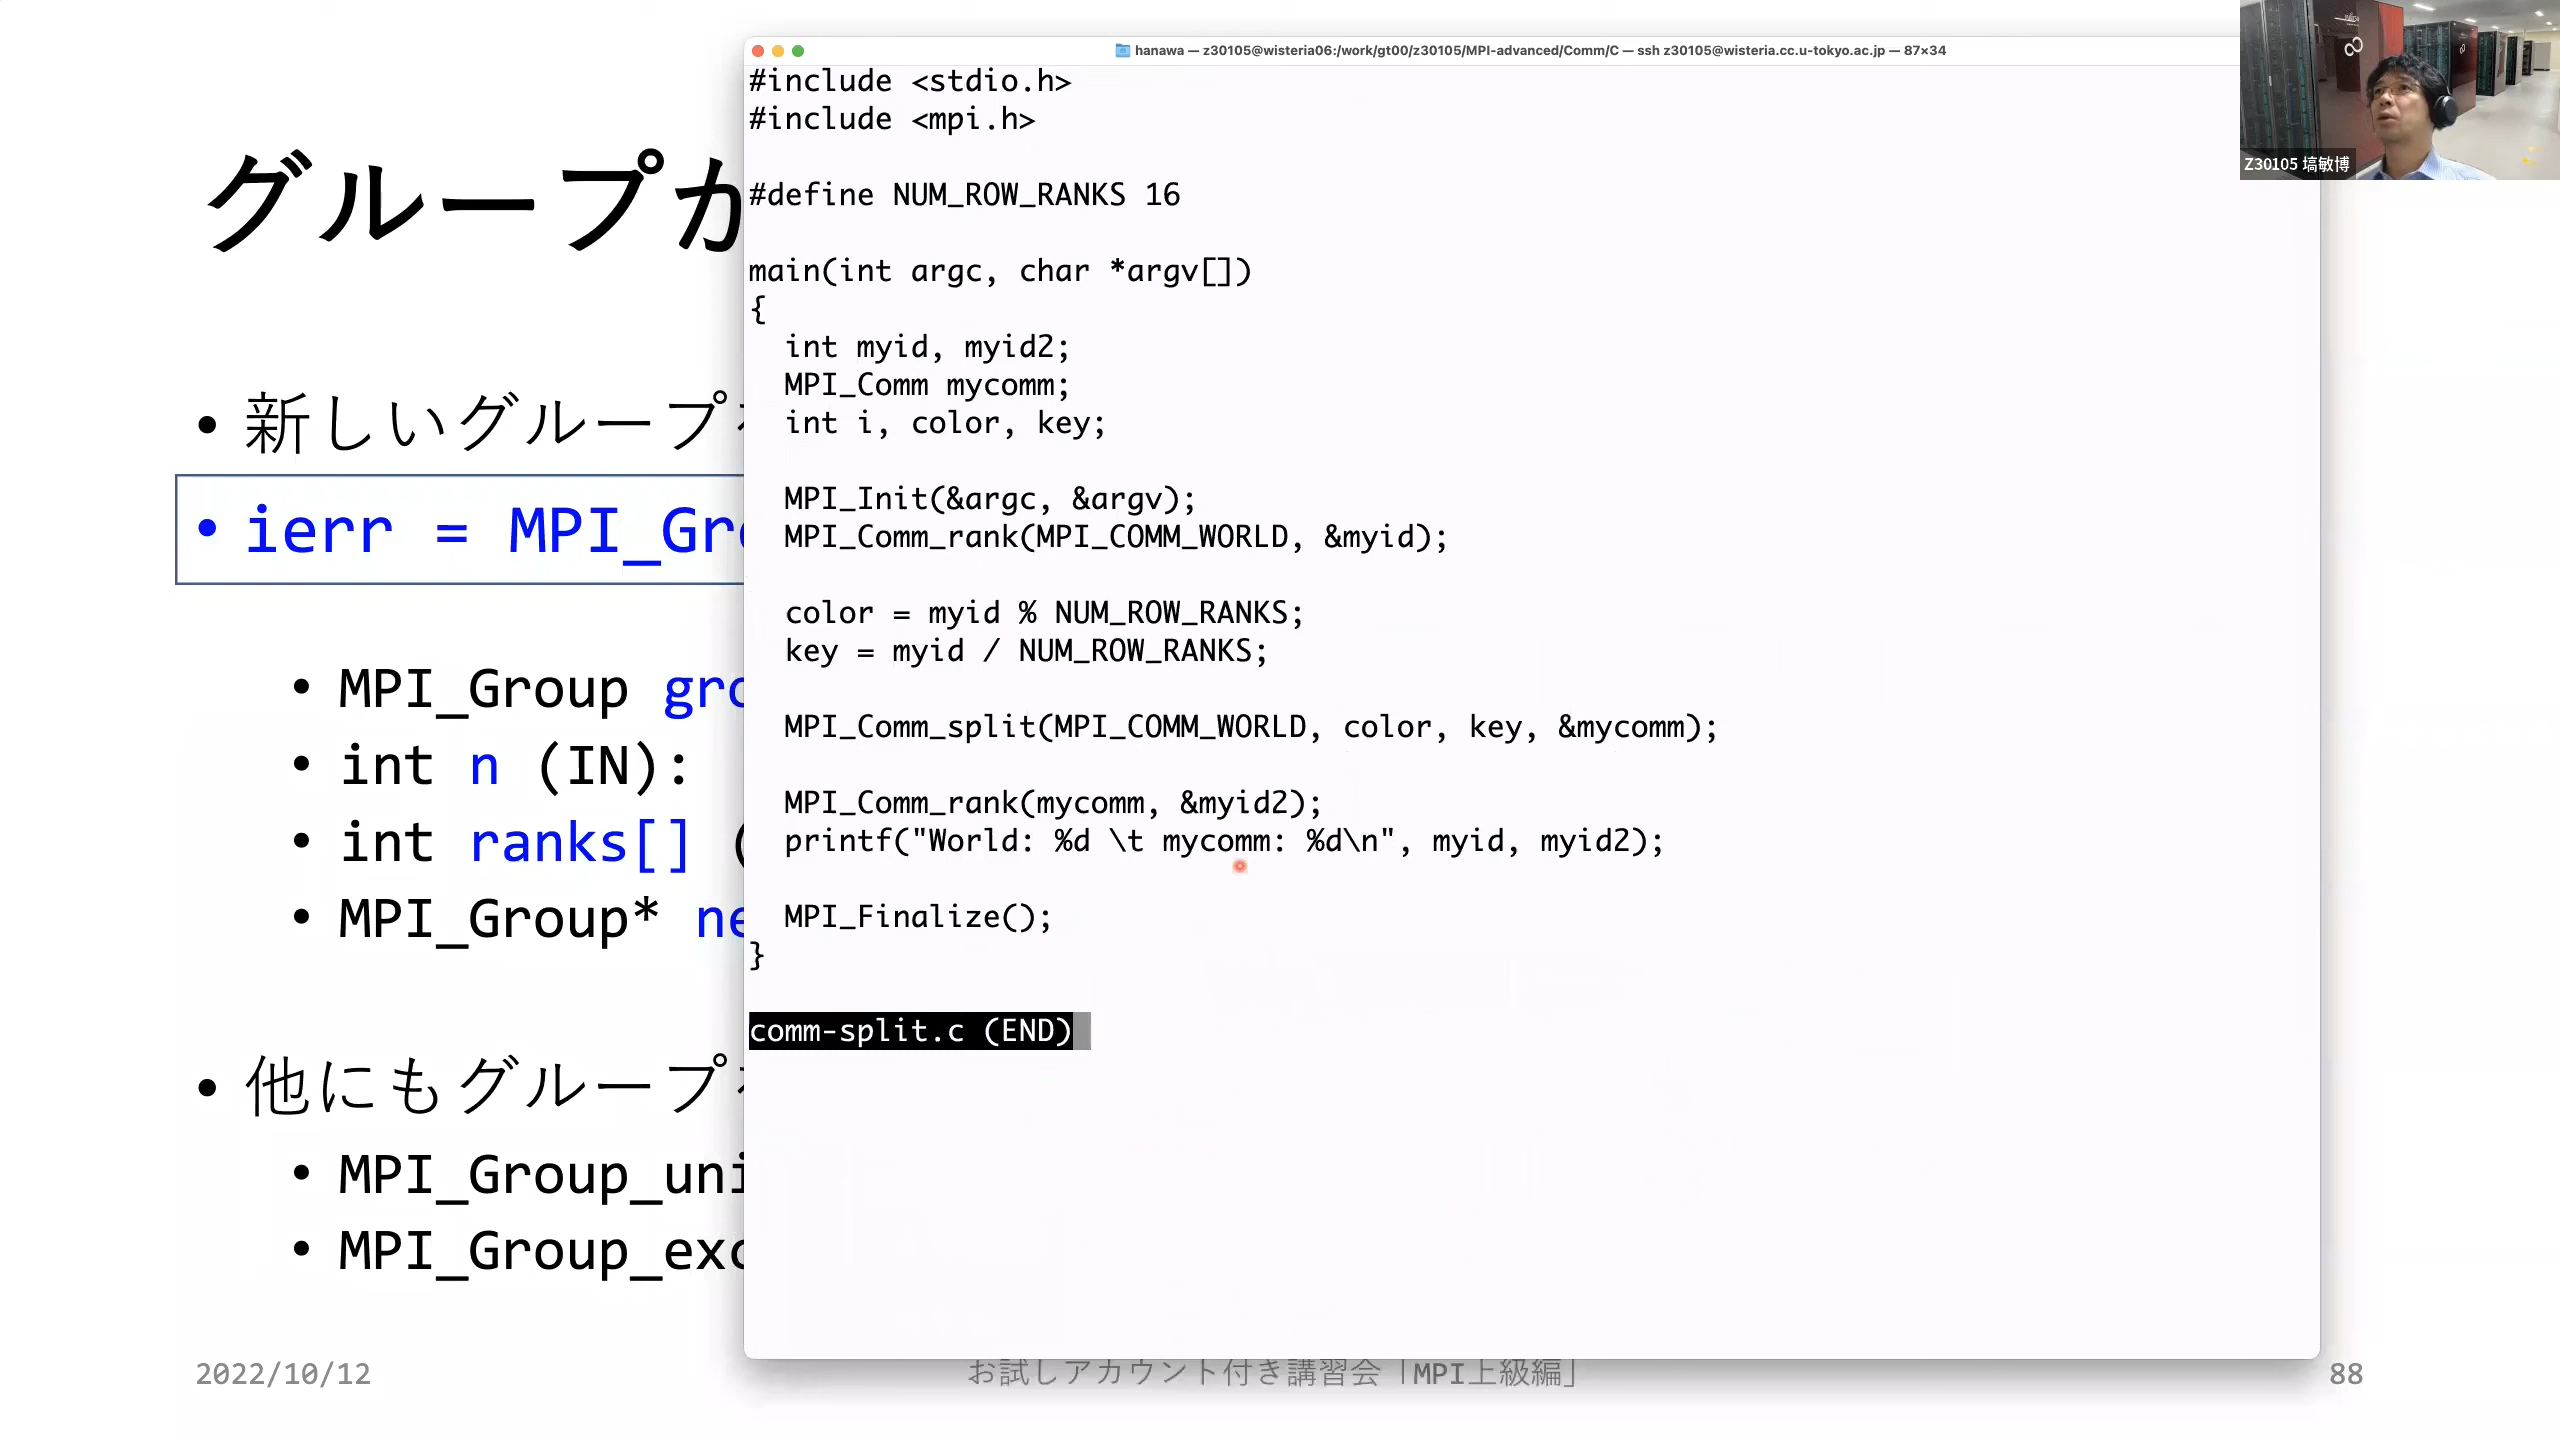 hanawa — z30105@wisteria06:/work/gt00/z30105/MPI-advanced/Comm/C — ssh z30105@wisteria.cc.u-tokyo.ac.jp — 87×34
Z30105 塙敏博
グループか
• 新しいグループ
• ierr = MPI_Gro
• MPI_Group gro
• int n (IN):
• int ranks[] (
• MPI_Group* ne
• 他にもグループ
• MPI_Group_uni
• MPI_Group_exc
#include <stdio.h>
#include <mpi.h>
#define NUM_ROW_RANKS 16
main(int argc, char *argv[])
{
int myid, myid2;
MPI_Comm mycomm;
int i, color, key;
MPI_Init(&argc, &argv);
MPI_Comm_rank(MPI_COMM_WORLD, &myid);
color = myid % NUM_ROW_RANKS;
key = myid / NUM_ROW_RANKS;
MPI_Comm_split(MPI_COMM_WORLD, color, key, &mycomm);
MPI_Comm_rank(mycomm, &myid2);
printf("World: %d \t mycomm: %d\n", myid, myid2);
MPI_Finalize();
}
comm-split.c (END)
2022/10/12
お試しアカウント付き講習会「MPI上級編」
88